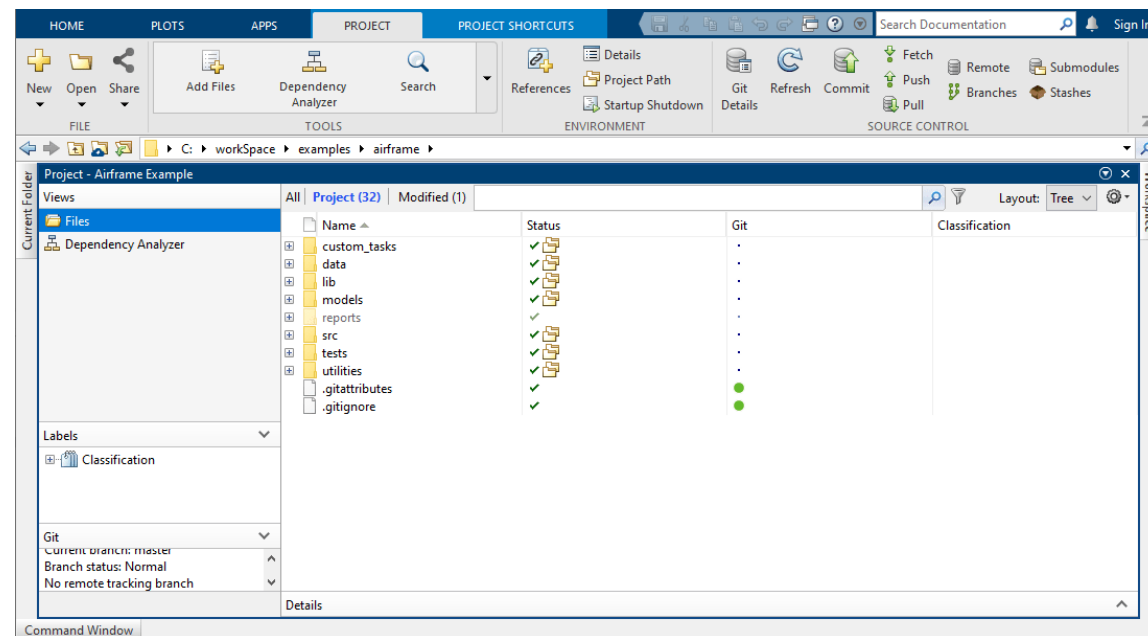 HOME PLOTS APPS PROJECT PROJECT SHORTCUTS Search Documentation Sign In
New Open Share Add Files Dependency Analyzer Search References Details Project Path Startup Shutdown Git Details Refresh Commit Fetch Push Pull Remote Branches Submodules Stashes
FILE TOOLS ENVIRONMENT SOURCE CONTROL
C: workSpace examples airframe
Current Folder
Project - Airframe Example
Views
Files
Dependency Analyzer
All Project (32) Modified (1) Layout: Tree
Name Status Git Classification
custom_tasks
data
lib
models
reports
src
tests
utilities
.gitattributes
.gitignore
Labels
Classification
Git
Current branch: master
Branch status: Normal
No remote tracking branch
Details
Command Window